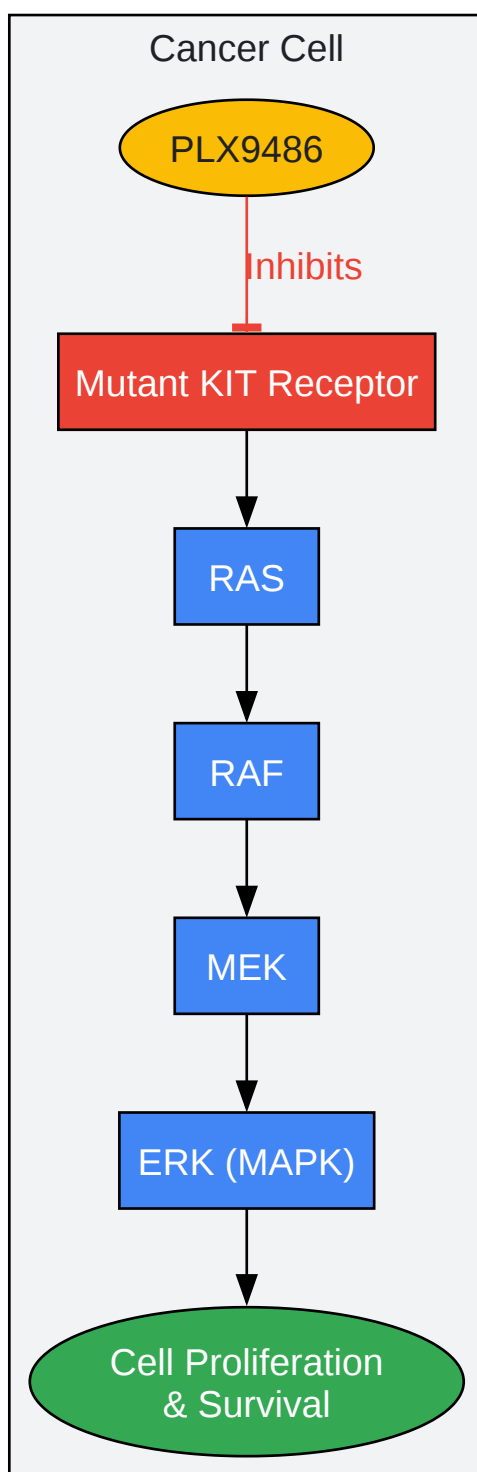 Cancer Cell
PLX9486
Inhibits
Mutant KIT Receptor
RAS
RAF
MEK
ERK (MAPK)
Cell Proliferation
& Survival